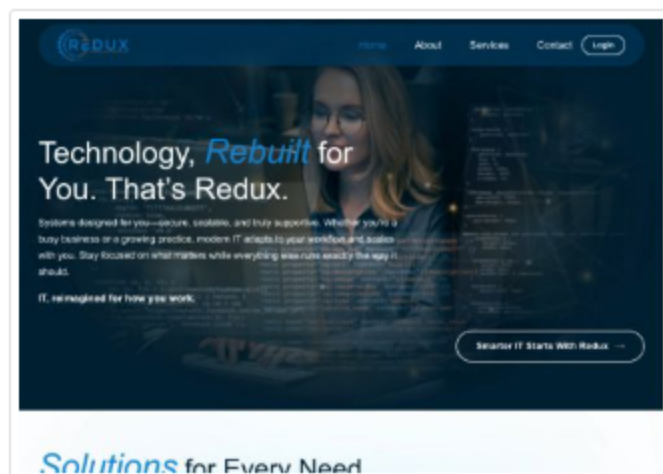 REDUX
Home About Services Contact Login
Technology, Rebuilt for
You. That's Redux.
Systems designed for you—secure, scalable, and truly supportive. Whether you're a
busy business or a growing practice, modern IT adapts to your workflow and scales
with you. Stay focused on what matters while everything else runs exactly the way it
should.
IT, reimagined for how you work.
Smarter IT Starts With Redux →
Solutions for Every Need